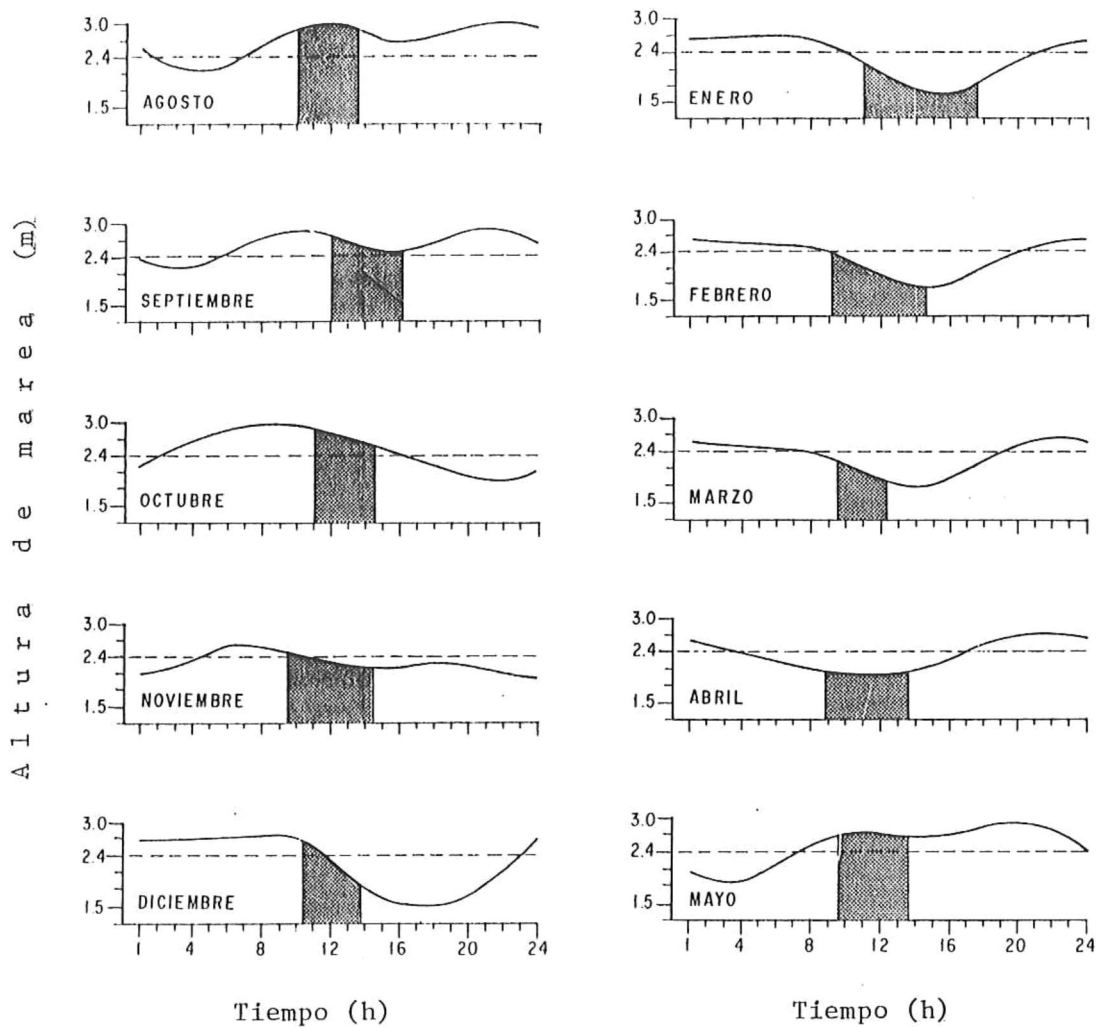 Altura de marea (m)
3.0
2.4
1.5
AGOSTO
3.0
2.4
1.5
SEPTIEMBRE
3.0
2.4
1.5
OCTUBRE
3.0
2.4
1.5
NOVIEMBRE
3.0
2.4
1.5
DICIEMBRE
1 4 8 12 16 20 24
Tiempo (h)
3.0
2.4
1.5
ENERO
3.0
2.4
1.5
FEBRERO
3.0
2.4
1.5
MARZO
3.0
2.4
1.5
ABRIL
3.0
2.4
1.5
MAYO
1 4 8 12 16 20 24
Tiempo (h)